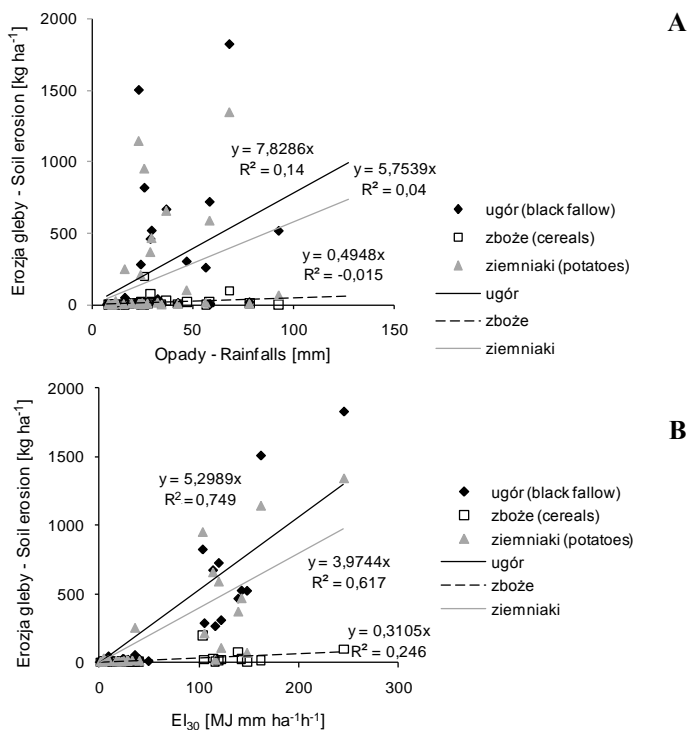 A
Erozja gleby - Soil erosion [kg ha⁻¹]
2000
1500
1000
500
0
y = 7,8286x
R² = 0,14
y = 5,7539x
R² = 0,04
y = 0,4948x
R² = -0,015
0 50 100 150
Opady - Rainfalls [mm]
ugór (black fallow)
zboże (cereals)
ziemniaki (potatoes)
ugór
zboże
ziemniaki
B
Erozja gleby - Soil erosion [kg ha⁻¹]
2000
1500
1000
500
0
y = 5,2989x
R² = 0,749
y = 3,9744x
R² = 0,617
y = 0,3105x
R² = 0,246
0 100 200 300
EI₃₀ [MJ mm ha⁻¹h⁻¹]
ugór (black fallow)
zboże (cereals)
ziemniaki (potatoes)
ugór
zboże
ziemniaki